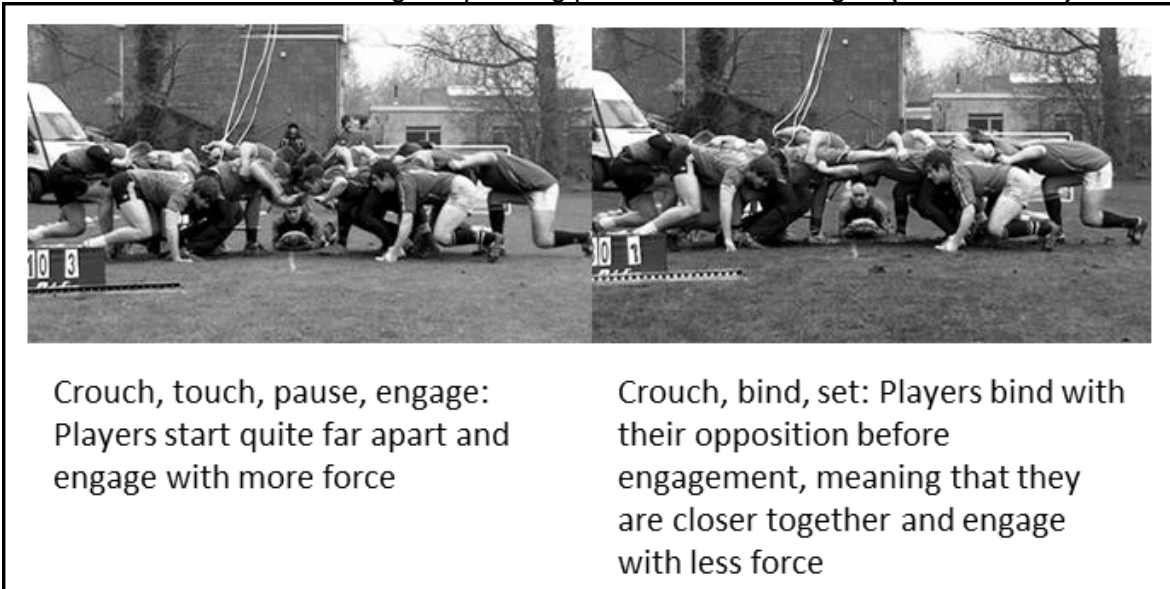 10 3
00 1
Crouch, touch, pause, engage:
Players start quite far apart and
engage with more force
Crouch, bind, set: Players bind with
their opposition before
engagement, meaning that they
are closer together and engage
with less force